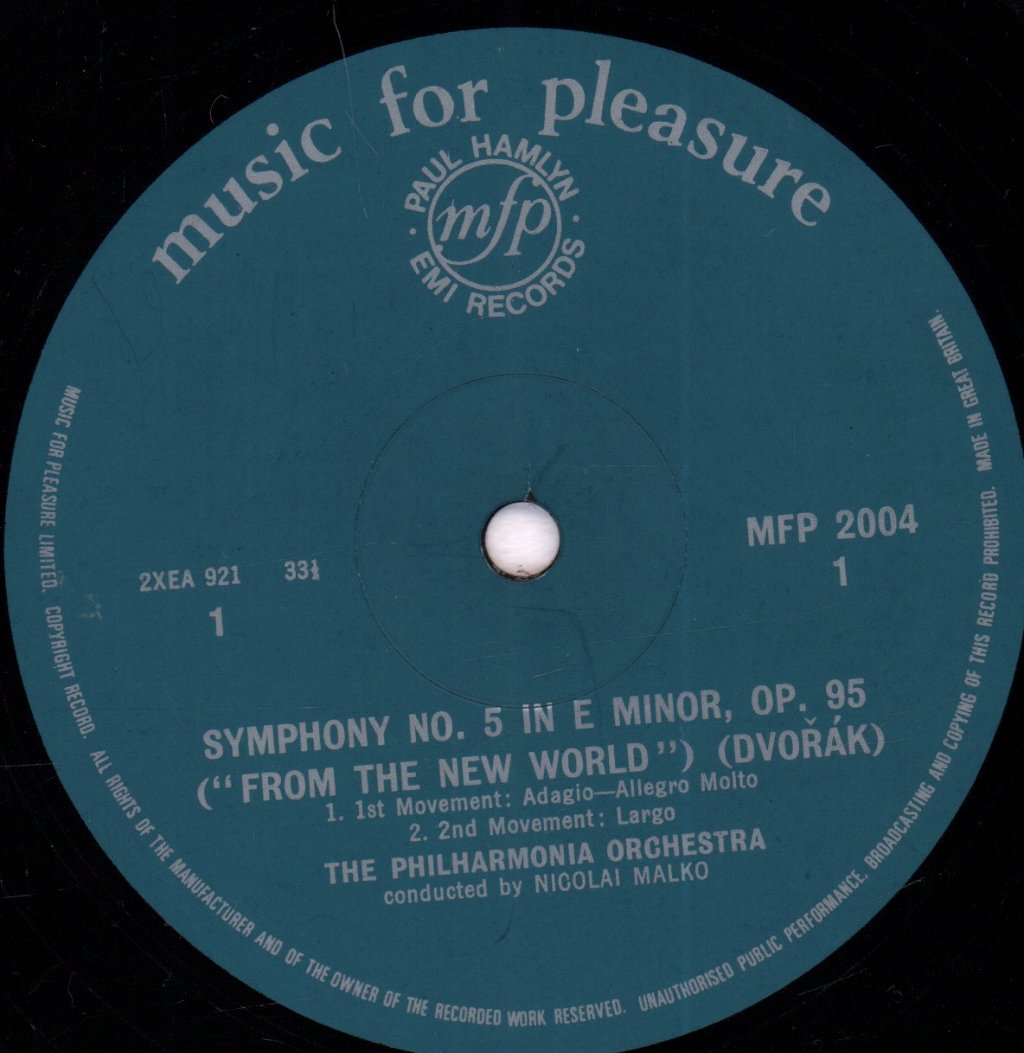 music for pleasure
PAUL HAMLYN
mfp
EMI RECORDS
2XEA 921 33⅓
1
MFP 2004
1
SYMPHONY NO. 5 IN E MINOR, OP. 95
("FROM THE NEW WORLD") (DVOŘÁK)
1. 1st Movement: Adagio—Allegro Molto
2. 2nd Movement: Largo
THE PHILHARMONIA ORCHESTRA
conducted by NICOLAI MALKO
MUSIC FOR PLEASURE LIMITED. COPYRIGHT RECORD. ALL RIGHTS OF THE MANUFACTURER AND OF THE OWNER OF THE RECORDED WORK RESERVED. UNAUTHORISED PUBLIC PERFORMANCE, BROADCASTING AND COPYING OF THIS RECORD PROHIBITED. MADE IN GREAT BRITAIN.